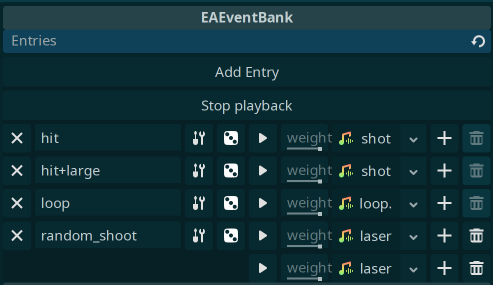 EAEventBank
Entries
Add Entry
Stop playback
hit weight shot
hit+large weight shot
loop weight loop.
random_shoot weight laser
weight laser